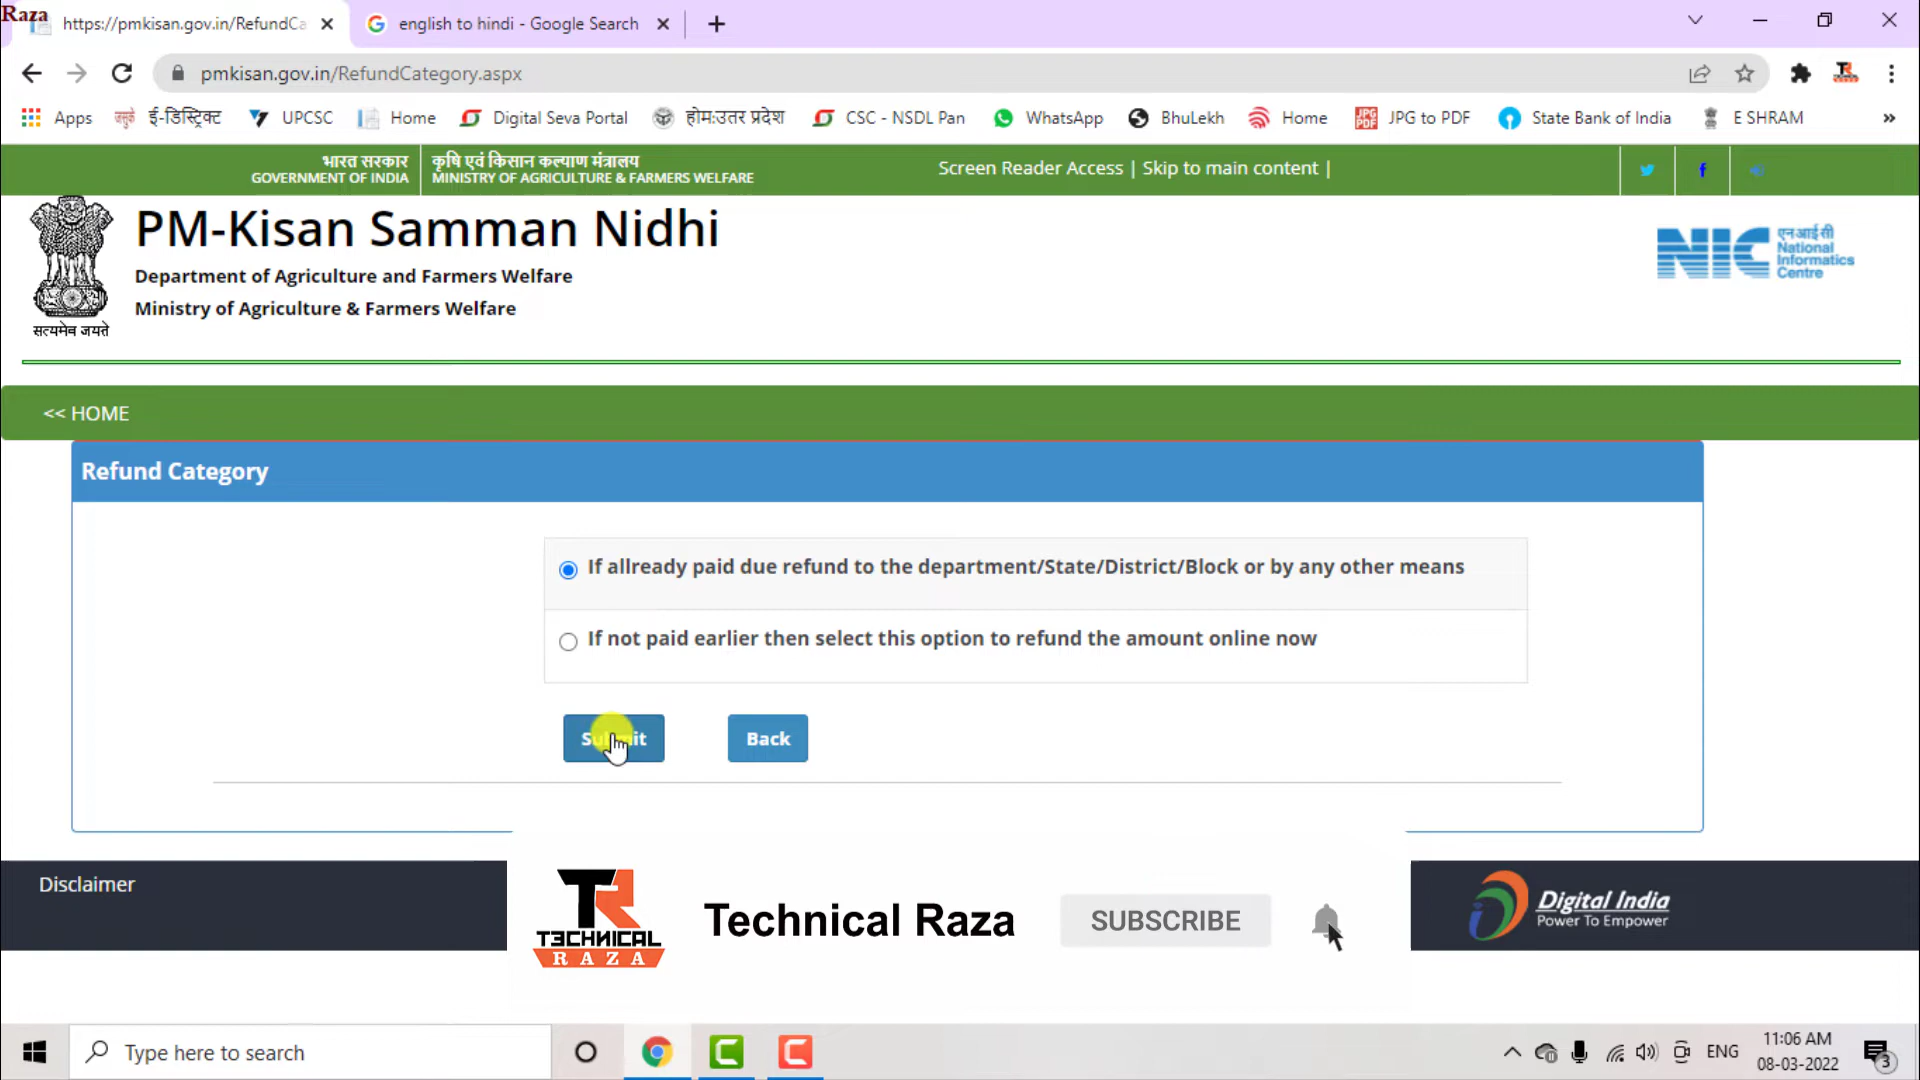 Raza
https://pmkisan.gov.in/RefundCa
english to hindi - Google Search
pmkisan.gov.in/RefundCategory.aspx
Apps ई-डिस्ट्रिक्ट UPCSC Home Digital Seva Portal होम:उत्तर प्रदेश CSC - NSDL Pan WhatsApp BhuLekh Home JPG to PDF State Bank of India E SHRAM »
भारत सरकार
GOVERNMENT OF INDIA
कृषि एवं किसान कल्याण मंत्रालय
MINISTRY OF AGRICULTURE & FARMERS WELFARE
Screen Reader Access | Skip to main content |
PM-Kisan Samman Nidhi
Department of Agriculture and Farmers Welfare
Ministry of Agriculture & Farmers Welfare
सत्यमेव जयते
NIC
एन आई सी
National
Informatics
Centre
<< HOME
Refund Category
If allready paid due refund to the department/State/District/Block or by any other means
If not paid earlier then select this option to refund the amount online now
Submit Back
Disclaimer
TECHNICAL
RAZA
Technical Raza
SUBSCRIBE
Digital India
Power To Empower
Type here to search
ENG
11:06 AM
08-03-2022
3